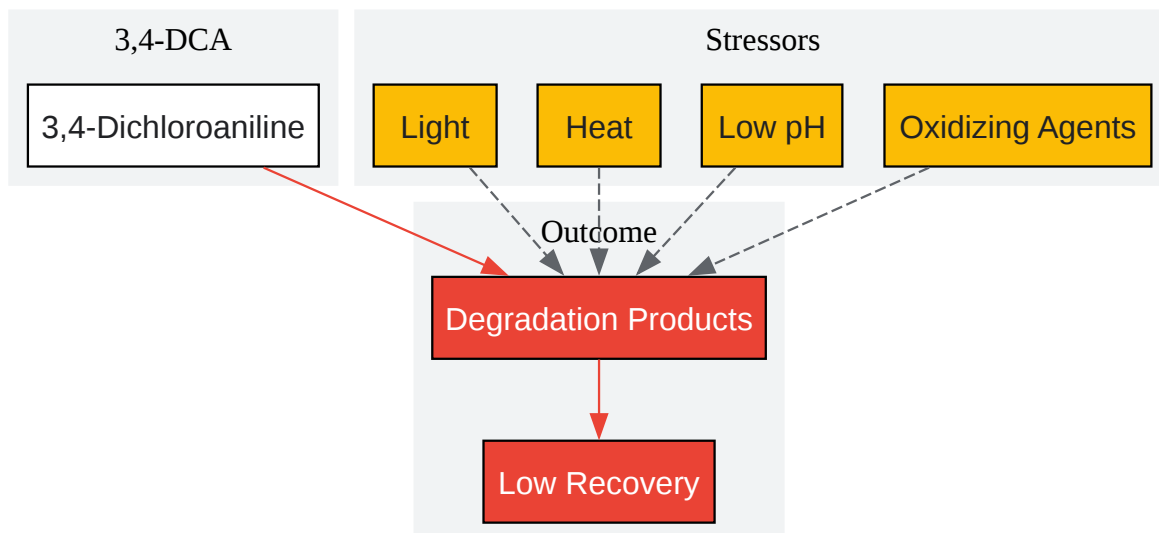 3,4-DCA
Stressors
3,4-Dichloroaniline
Light
Heat
Low pH
Oxidizing Agents
Outcome
Degradation Products
Low Recovery